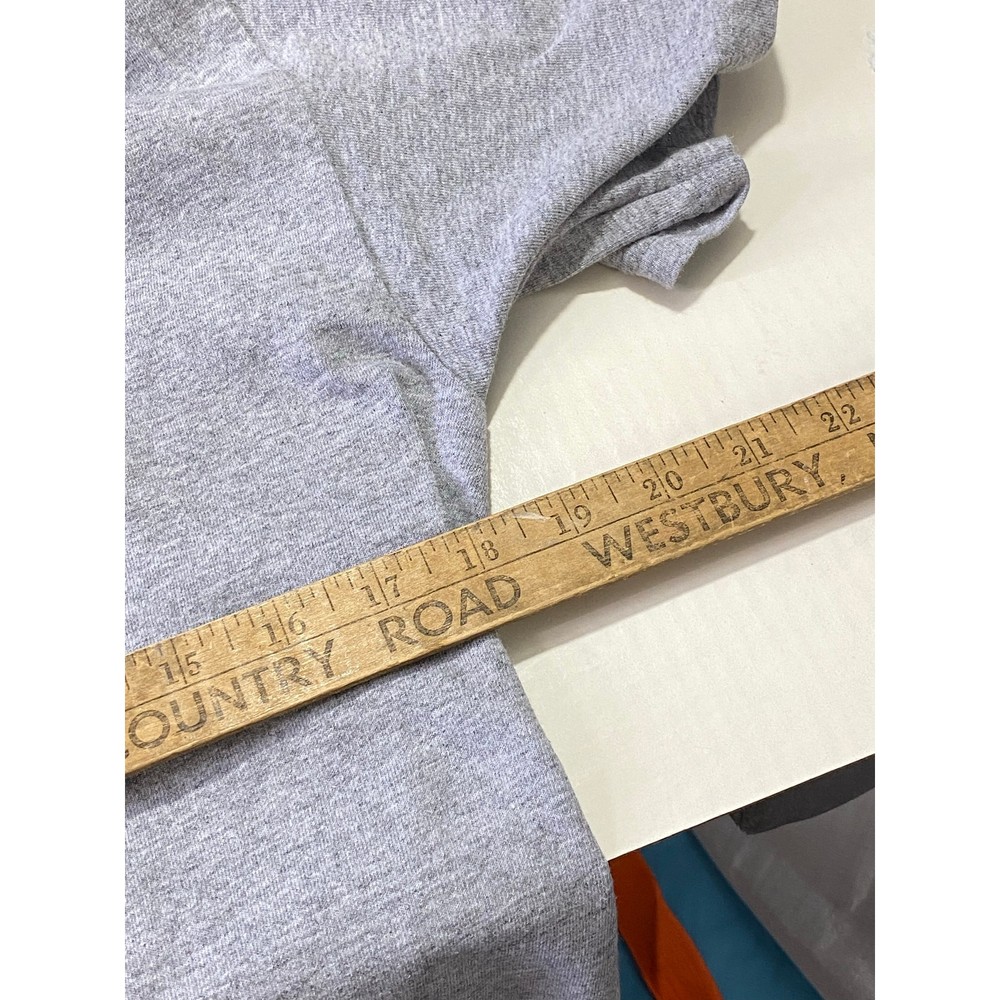 15 16 17 18 19 20 21 22
COUNTRY ROAD WESTBURY,